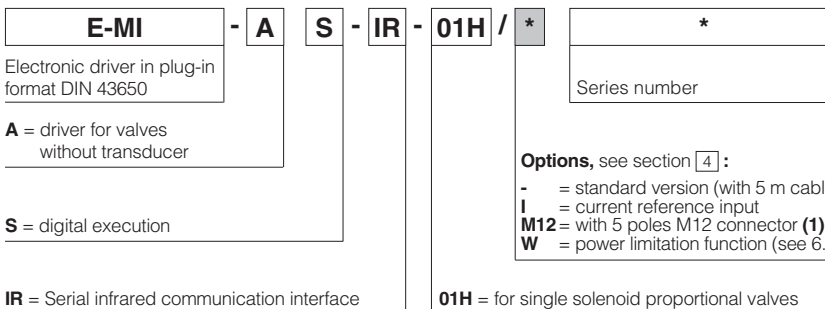 E-MI - A S - IR - 01H / * *
Electronic driver in plug-in
format DIN 43650
Series number
A = driver for valves
without transducer
Options, see section 4 :
- = standard version (with 5 m cabl
I = current reference input
M12 = with 5 poles M12 connector (1)
W = power limitation function (see 6.
S = digital execution
IR = Serial infrared communication interface
01H = for single solenoid proportional valves